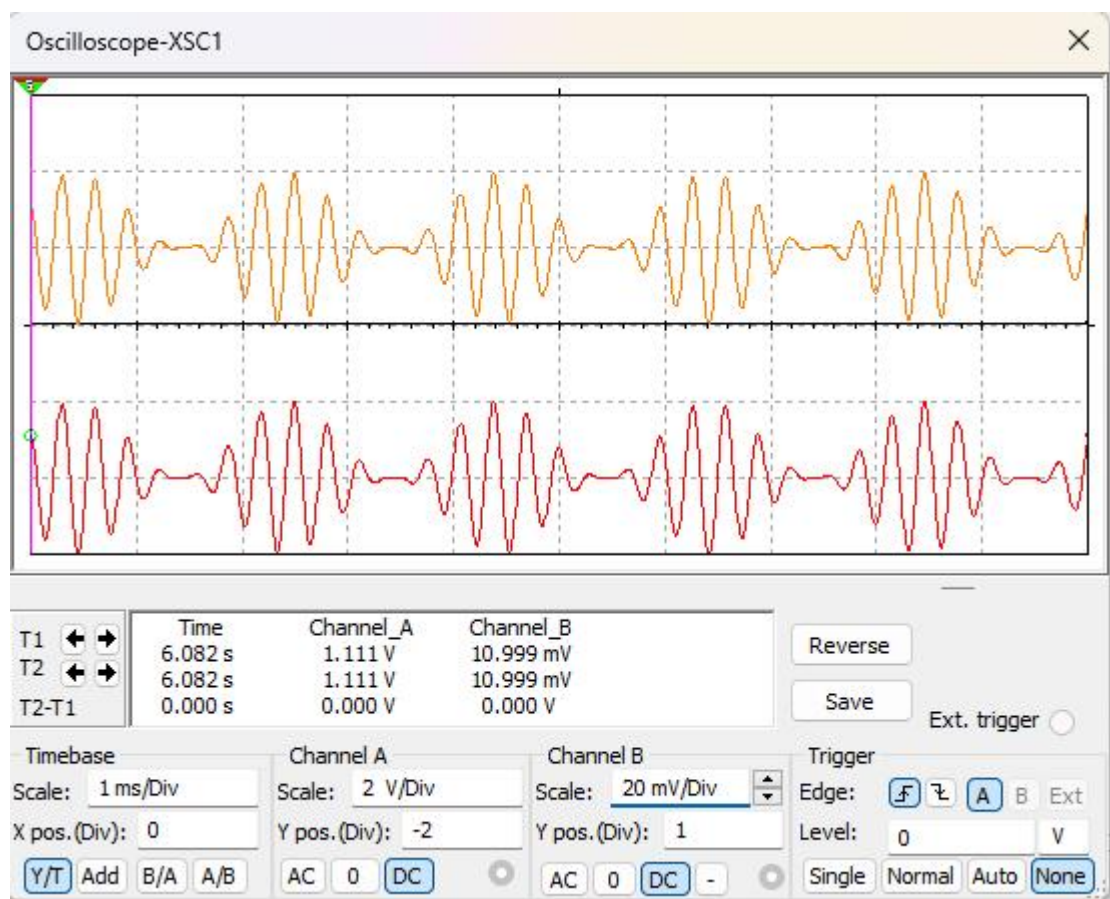 Oscilloscope-XSC1
Time Channel_A Channel_B
T1 6.082 s 1.111 V 10.999 mV
T2 6.082 s 1.111 V 10.999 mV
T2-T1 0.000 s 0.000 V 0.000 V
Reverse
Save
Ext. trigger
Timebase
Scale: 1 ms/Div
X pos.(Div): 0
Y/T Add B/A A/B
Channel A
Scale: 2 V/Div
Y pos.(Div): -2
AC 0 DC
Channel B
Scale: 20 mV/Div
Y pos.(Div): 1
AC 0 DC -
Trigger
Edge: A B Ext
Level: 0 V
Single Normal Auto None